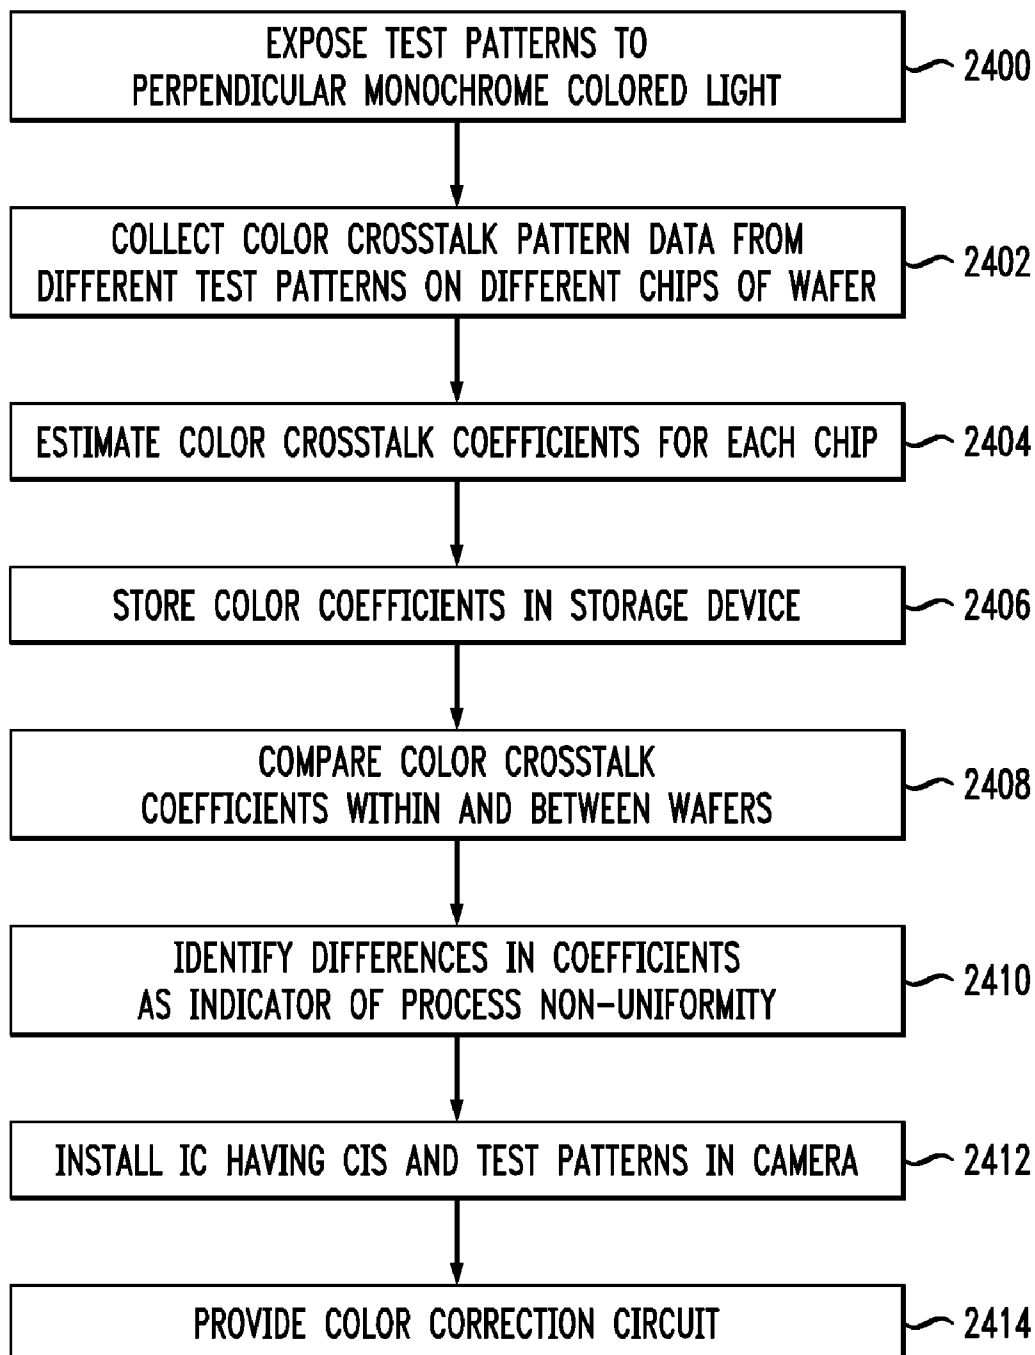 EXPOSE TEST PATTERNS TO
PERPENDICULAR MONOCHROME COLORED LIGHT
2400
COLLECT COLOR CROSSTALK PATTERN DATA FROM
DIFFERENT TEST PATTERNS ON DIFFERENT CHIPS OF WAFER
2402
ESTIMATE COLOR CROSSTALK COEFFICIENTS FOR EACH CHIP
2404
STORE COLOR COEFFICIENTS IN STORAGE DEVICE
2406
COMPARE COLOR CROSSTALK
COEFFICIENTS WITHIN AND BETWEEN WAFERS
2408
IDENTIFY DIFFERENCES IN COEFFICIENTS
AS INDICATOR OF PROCESS NON-UNIFORMITY
2410
INSTALL IC HAVING CIS AND TEST PATTERNS IN CAMERA
2412
PROVIDE COLOR CORRECTION CIRCUIT
2414